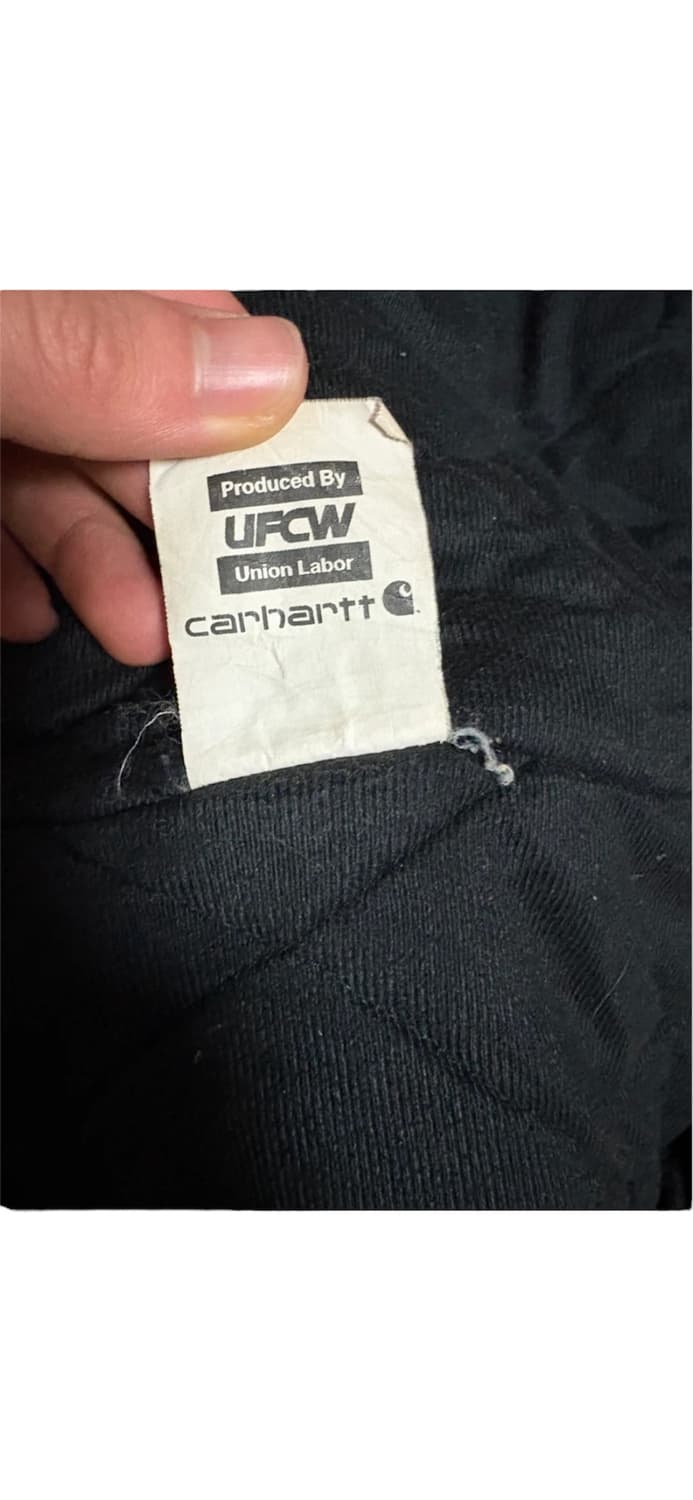 Produced By
UFCW
Union Labor
carhartt